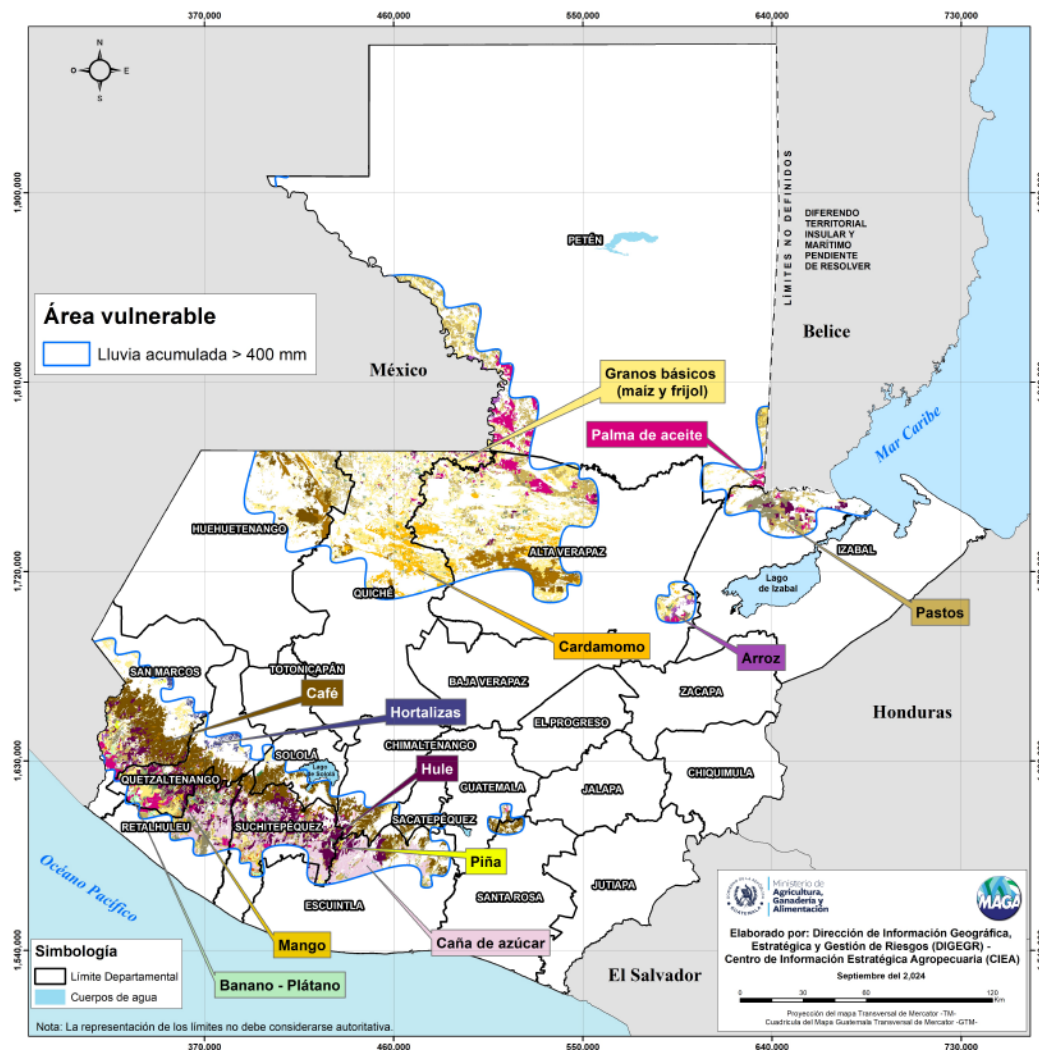 370,000
460,000
550,000
640,000
730,000
N
O
E
S
1,900,000
LÍMITES NO DEFINIDOS
DIFERENDO
TERRITORIAL
INSULAR Y
MARÍTIMO
PENDIENTE
DE RESOLVER
PETÉN
Área vulnerable
Lluvia acumulada > 400 mm
Belice
México
1,810,000
Granos básicos
(maíz y frijol)
Palma de aceite
Mar Caribe
HUEHUETENANGO
ALTA VERAPAZ
IZABAL
1,720,000
Lago
de Izabal
QUICHÉ
Pastos
Cardamomo
Arroz
SAN MARCOS
TOTONICAPÁN
BAJA VERAPAZ
ZACAPA
Café
Hortalizas
Honduras
EL PROGRESO
CHIMALTENANGO
SOLOLÁ
1,630,000
Lago
de Sololá
Hule
CHIQUIMULA
QUETZALTENANGO
GUATEMALA
JALAPA
RETALHULEU
SUCHITEPÉQUEZ
SACATEPÉQUEZ
Piña
Océano Pacífico
ESCUINTLA
SANTA ROSA
JUTIAPA
Mango
Caña de azúcar
Banano - Plátano
El Salvador
1,540,000
Simbología
Límite Departamental
Cuerpos de agua
Nota: La representación de los límites no debe considerarse autoritativa.
GUATEMALA
Ministerio de
Agricultura,
Ganadería y
Alimentación
MAGA
Elaborado por: Dirección de Información Geográfica,
Estratégica y Gestión de Riesgos (DIGEGR) -
Centro de Información Estratégica Agropecuaria (CIEA)
Septiembre del 2,024
0 30 60 120
Km
Proyección del mapa Transversal de Mercator -TM-
Cuadrícula del Mapa Guatemala Transversal de Mercator -GTM-
370,000
460,000
550,000
640,000
730,000